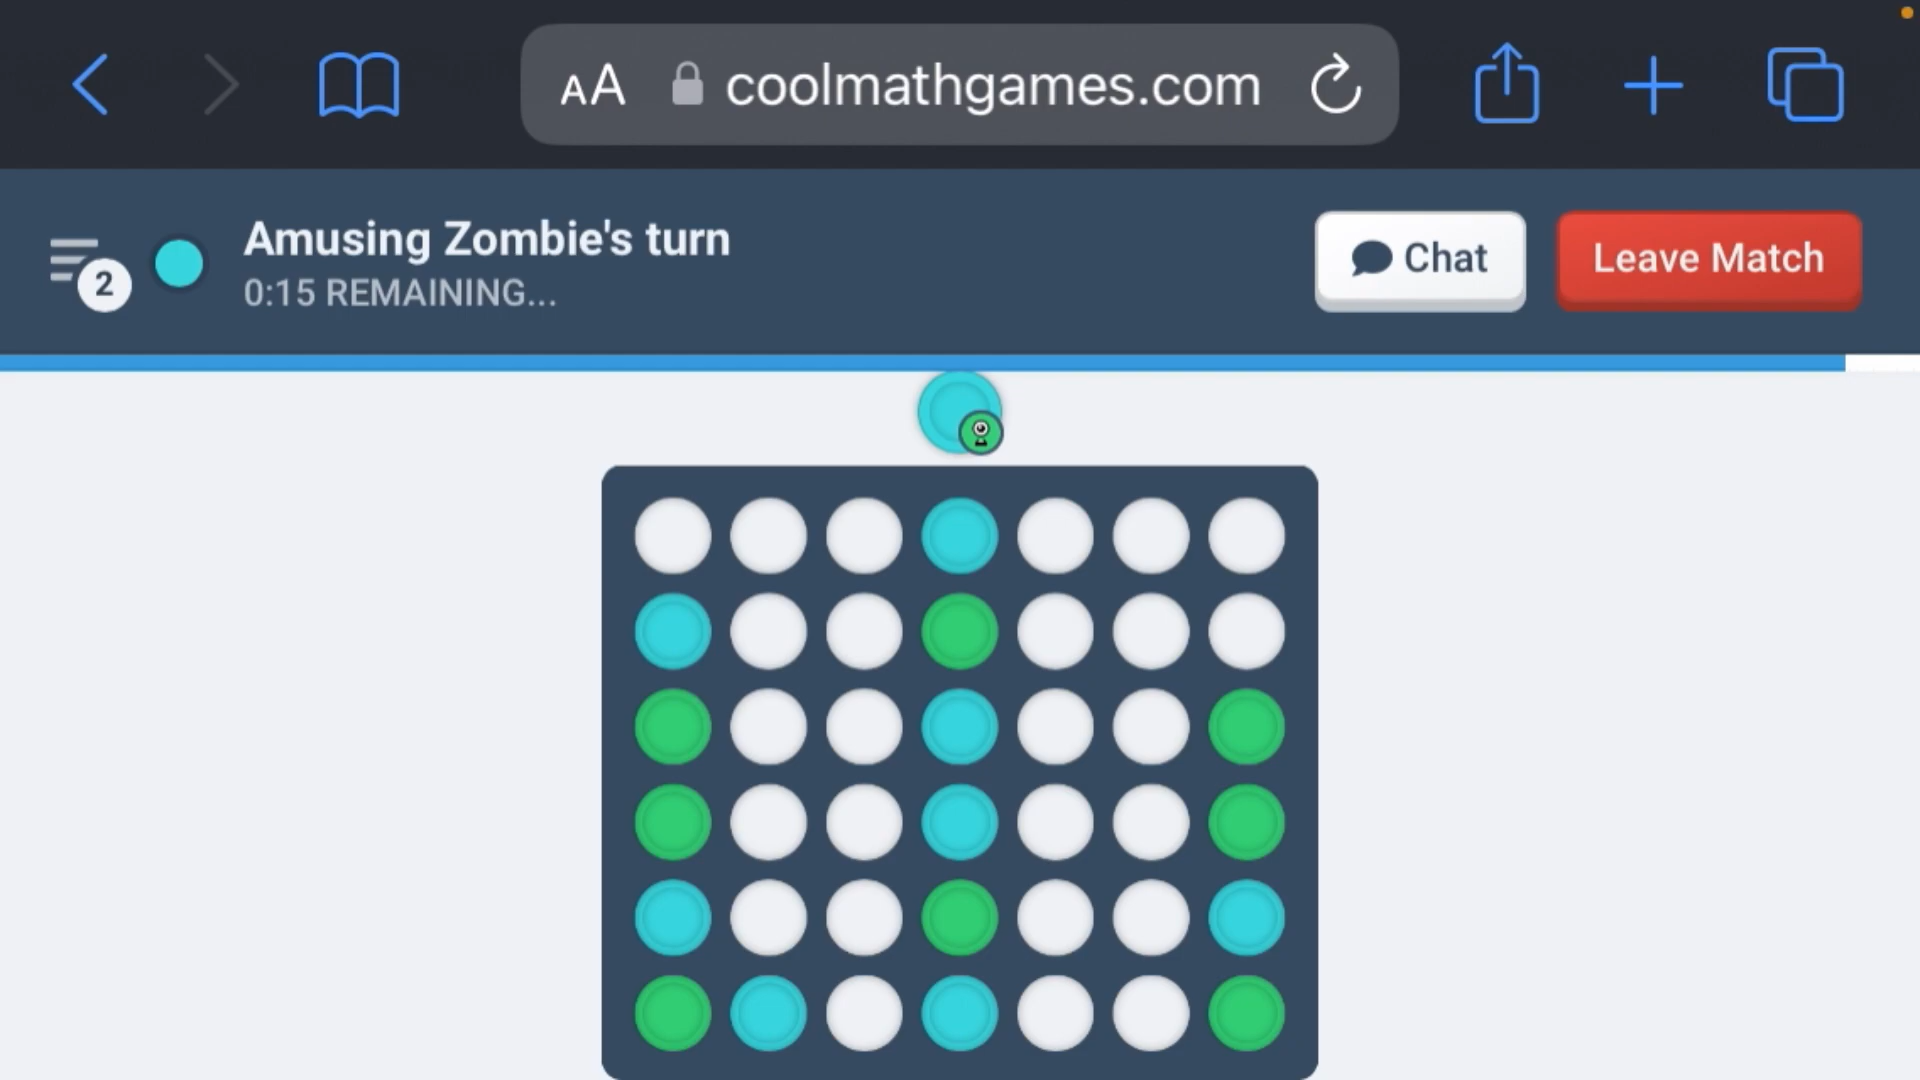 AA coolmathgames.com
Amusing Zombie's turn
2
0:15 REMAINING...
Chat
Leave Match